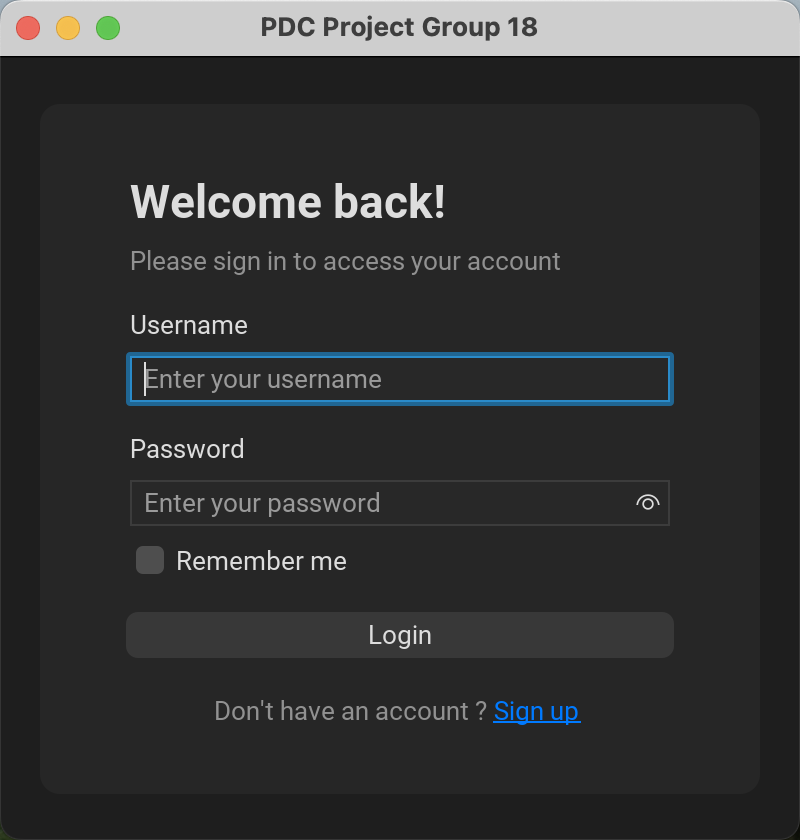 PDC Project Group 18
Welcome back!
Please sign in to access your account
Username
Enter your username
Password
Enter your password
Remember me
Login
Don't have an account ? Sign up